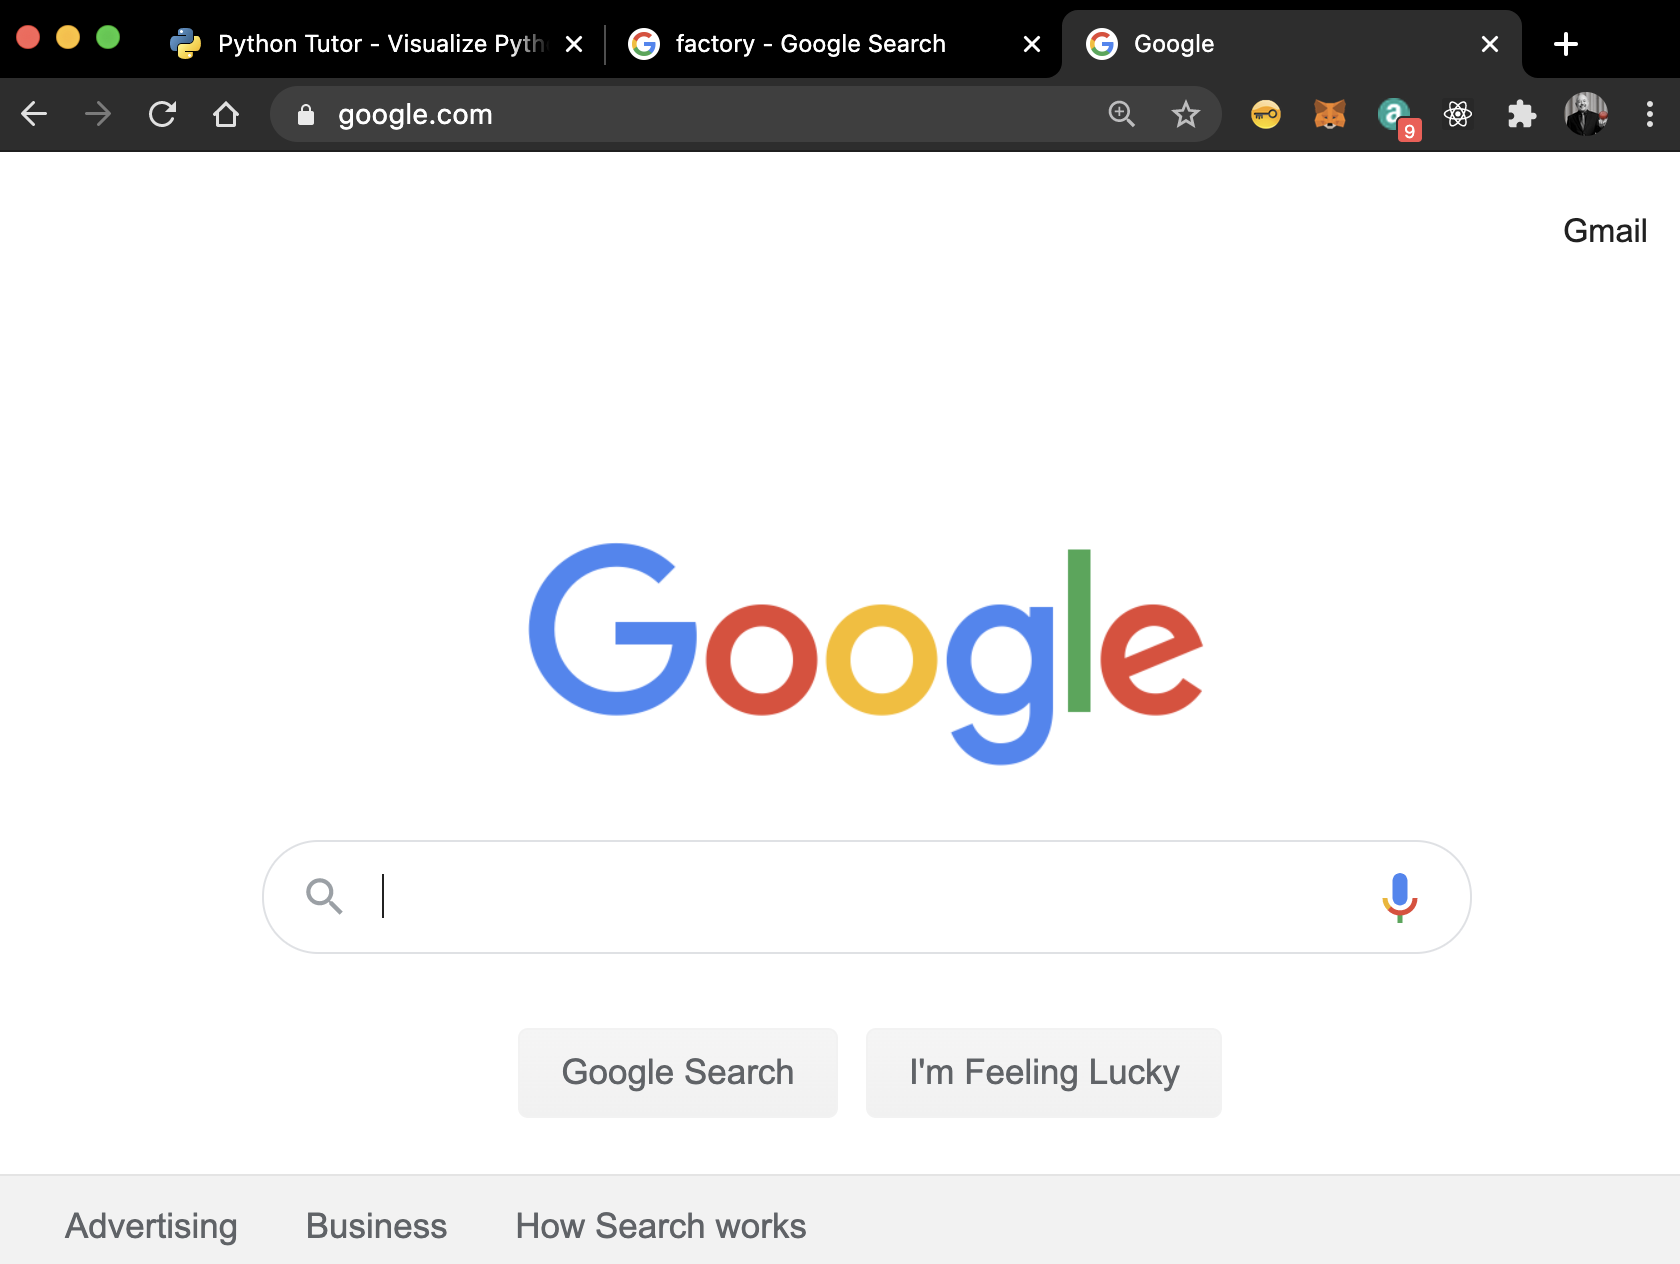 Python Tutor - Visualize Pyth
factory - Google Search
Google
google.com
a
9
Gmail
Google
Google Search
I'm Feeling Lucky
Advertising
Business
How Search works